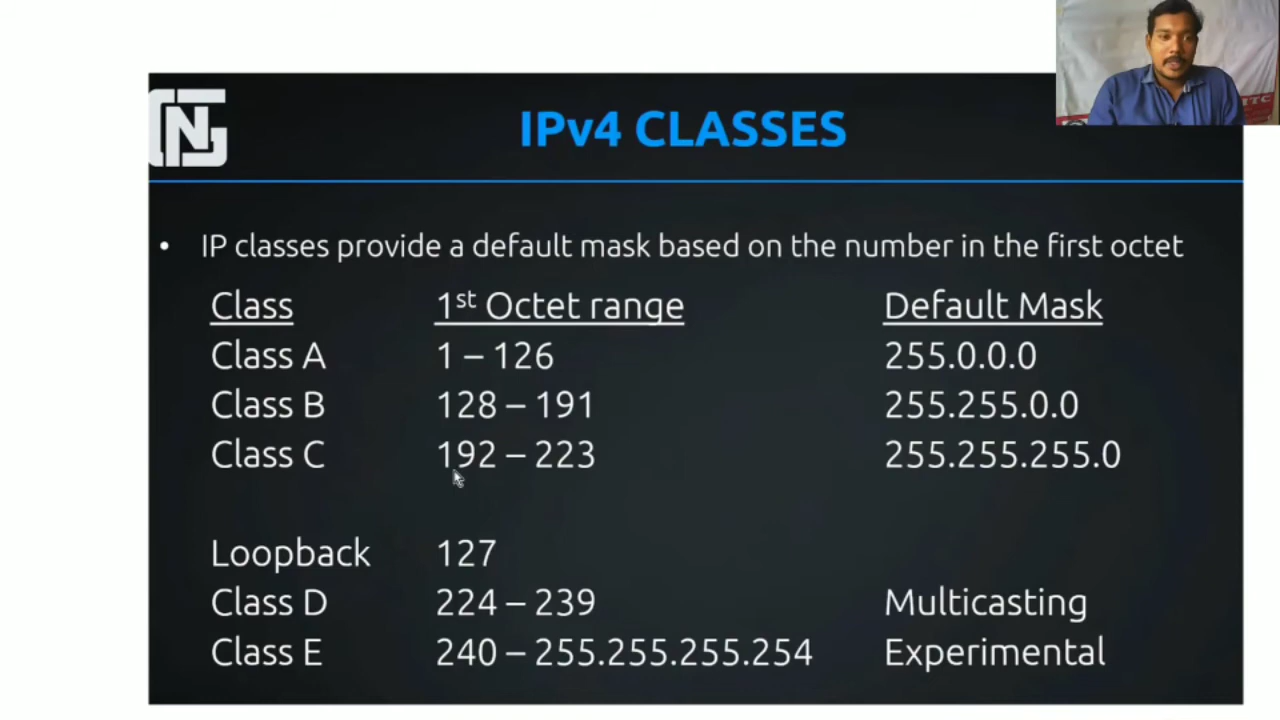 IPv4 CLASSES
• IP classes provide a default mask based on the number in the first octet
Class 1st Octet range Default Mask
Class A 1 – 126 255.0.0.0
Class B 128 – 191 255.255.0.0
Class C 192 – 223 255.255.255.0
Loopback 127
Class D 224 – 239 Multicasting
Class E 240 – 255.255.255.254 Experimental